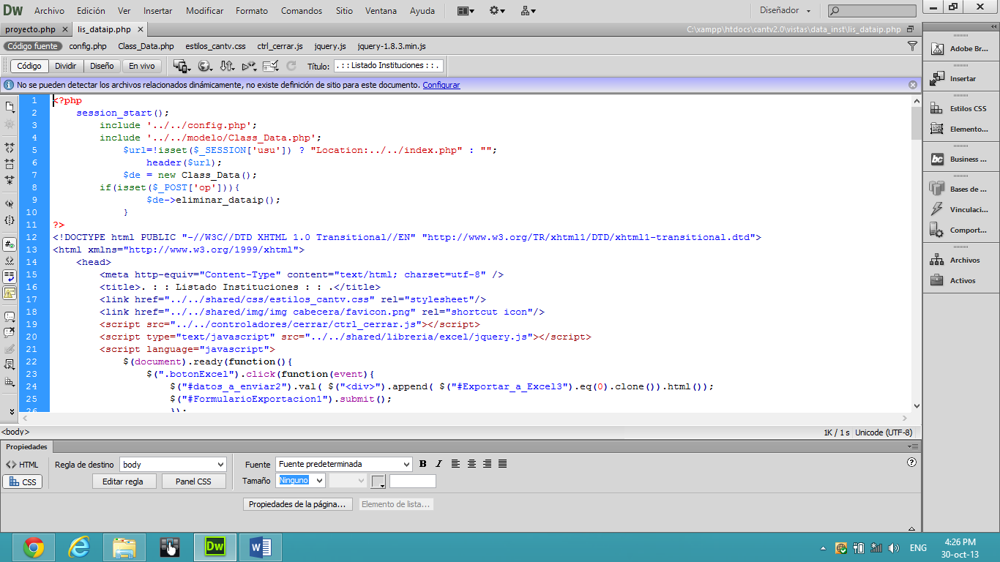 Dw Archivo Edición Ver Insertar Modificar Formato Comandos Sitio Ventana Ayuda Diseñador
proyecto.php lis_dataip.php C:\xampp\htdocs\cantv2.0\vistas\data_inst\lis_dataip.php
Código fuente config.php Class_Data.php estilos_cantv.css ctrl_cerrar.js jquery.js jquery-1.8.3.min.js
Código Dividir Diseño En vivo Título: . : : Listado Instituciones : : .
No se pueden detectar los archivos relacionados dinámicamente, no existe definición de sitio para este documento. Configurar
1 <?php
2 session_start();
3 include '../../config.php';
4 include '../../modelo/Class_Data.php';
5 $url=!isset($_SESSION['usu']) ? "Location:../../index.php" : "";
6 header($url);
7 $de = new Class_Data();
8 if(isset($_POST['op'])){
9 $de->eliminar_dataip();
10 }
11 ?>
12 <!DOCTYPE html PUBLIC "-//W3C//DTD XHTML 1.0 Transitional//EN" "http://www.w3.org/TR/xhtml1/DTD/xhtml1-transitional.dtd">
13 <html xmlns="http://www.w3.org/1999/xhtml">
14 <head>
15 <meta http-equiv="Content-Type" content="text/html; charset=utf-8" />
16 <title>. : : Listado Instituciones : : .</title>
17 <link href="../../shared/css/estilos_cantv.css" rel="stylesheet"/>
18 <link href="../../shared/img/img cabecera/favicon.png" rel="shortcut icon"/>
19 <script src="../../controladores/cerrar/ctrl_cerrar.js"></script>
20 <script type="text/javascript" src="../../shared/libreria/excel/jquery.js"></script>
21 <script language="javascript">
22 $(document).ready(function(){
23 $(".botonExcel").click(function(event){
24 $("#datos_a_enviar2").val( $("<div>").append( $("#Exportar_a_Excel3").eq(0).clone()).html());
25 $("#FormularioExportacion1").submit();
26 });
<body> 1K / 1 s Unicode (UTF-8)
Propiedades
<> HTML Regla de destino body Fuente Fuente predeterminada B I
CSS Editar regla Panel CSS Tamaño Ninguno
Propiedades de la página... Elemento de lista...
Adobe Br...
Insertar
Estilos CSS
Elemento...
bc Business ...
Bases de ...
Vinculaci...
Comport...
Archivos
Activos
Dw W ENG 4:26 PM
30-oct-13